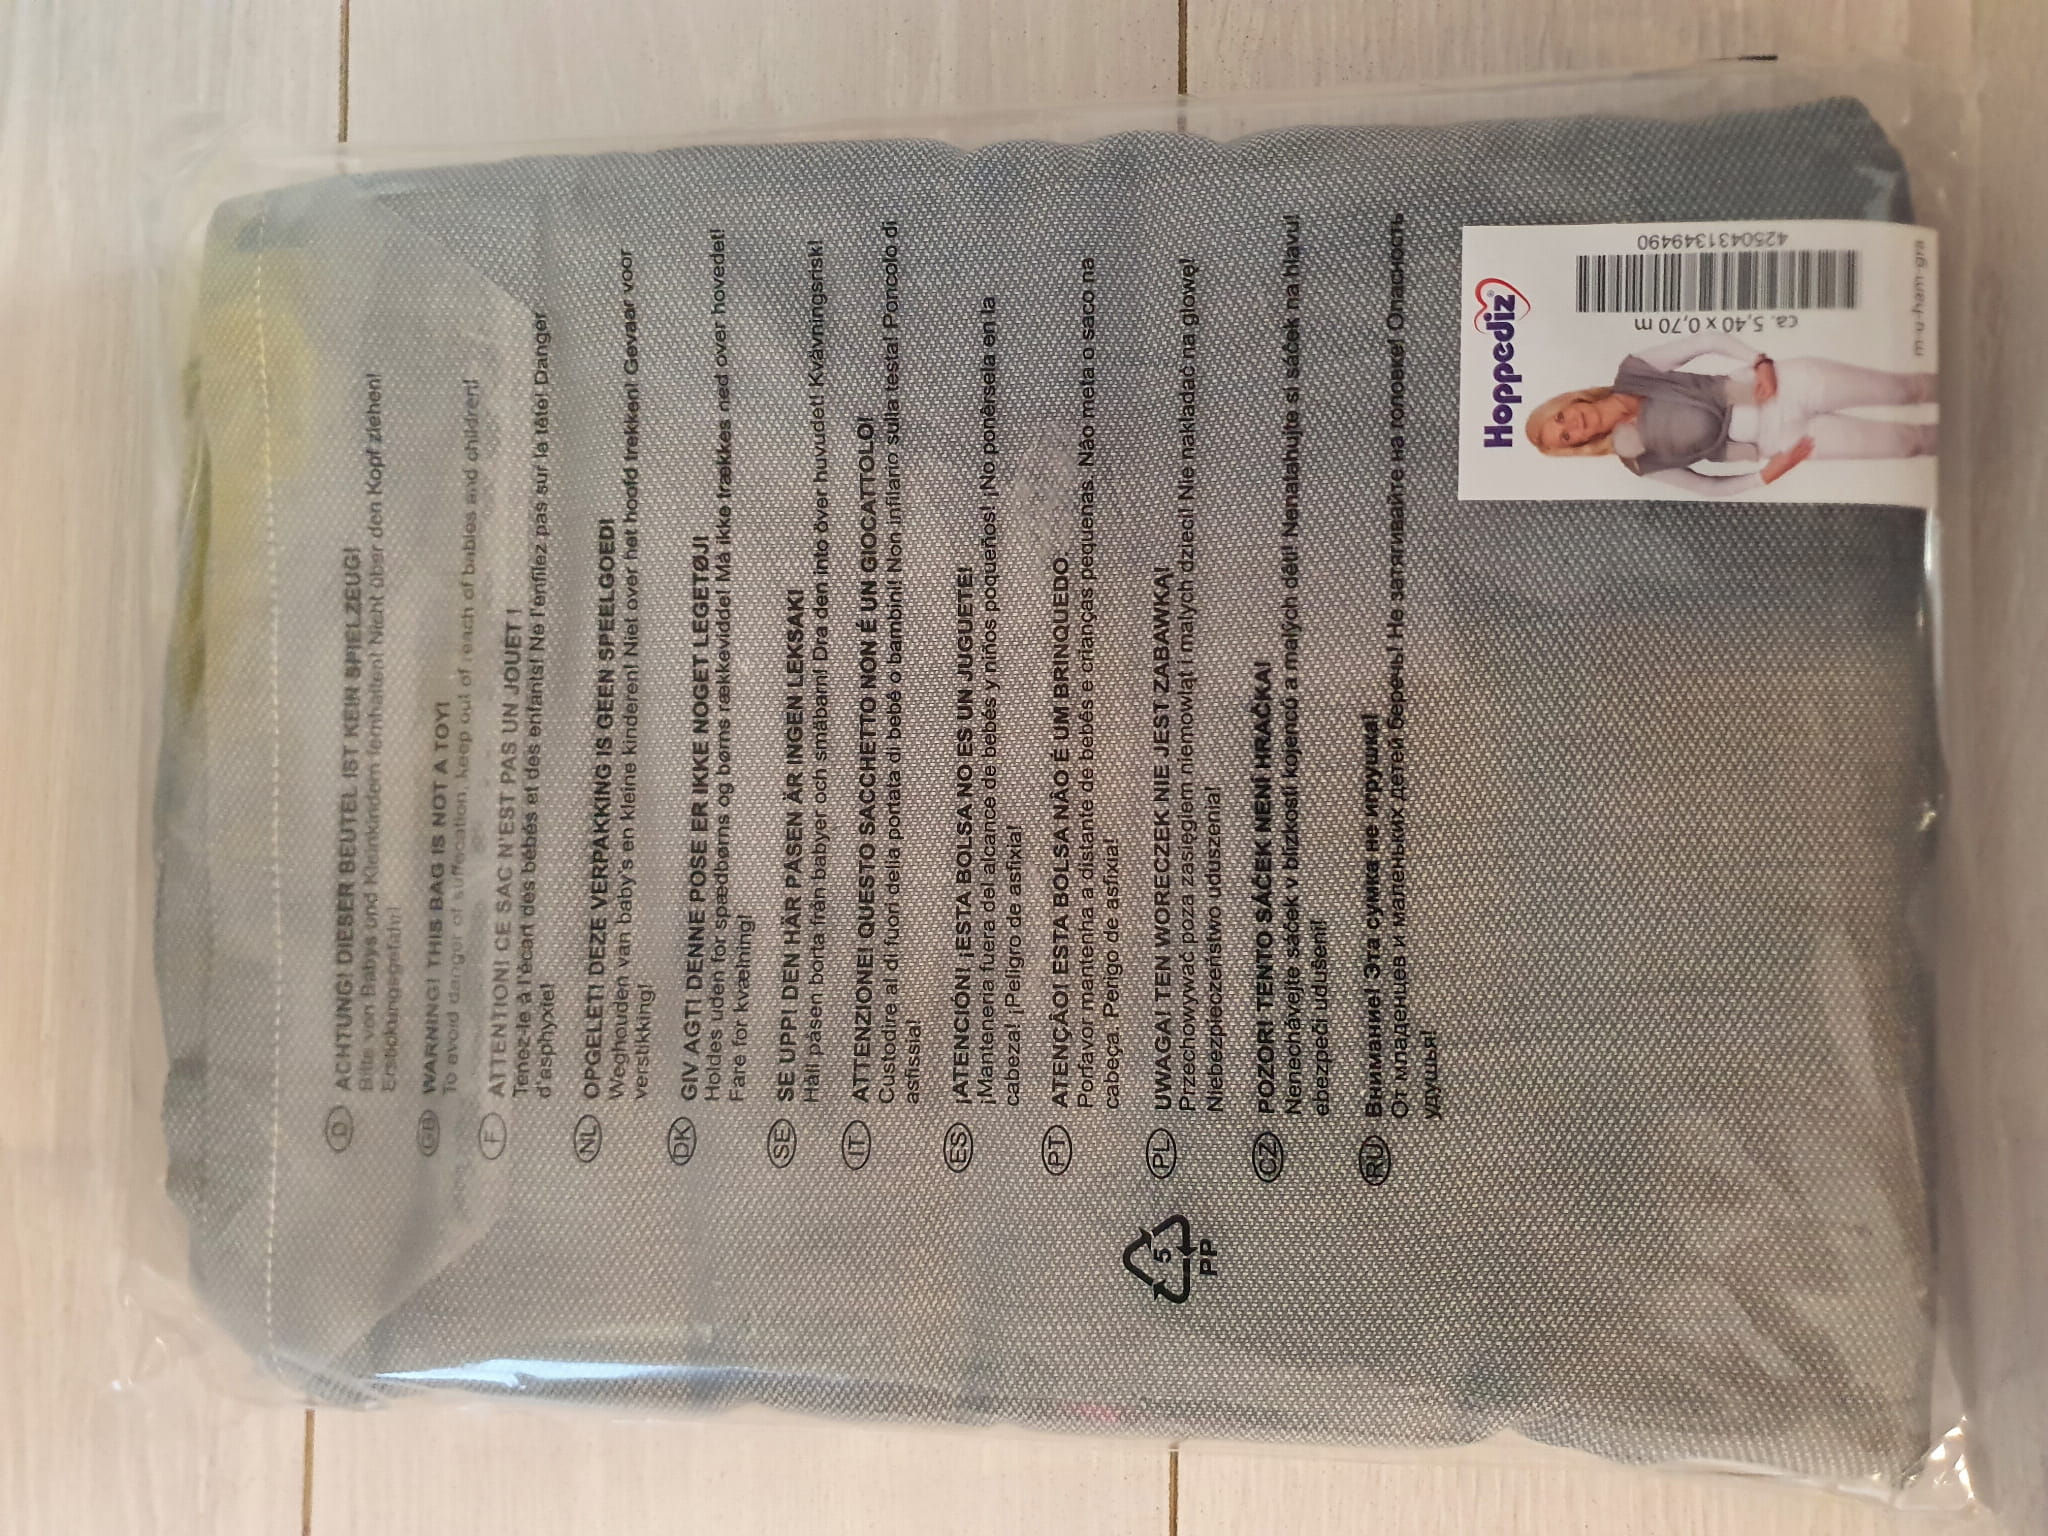 D
ACHTUNG! DIESER BEUTEL IST KEIN SPIELZEUG!
Bitte von Babys und Kleinkindern fernhalten! Nicht über den Kopf ziehen!
Erstickungsgefahr!
GB
WARNING! THIS BAG IS NOT A TOY!
To avoid danger of suffocation, keep out of reach of babies and children!
F
ATTENTION! CE SAC N'EST PAS UN JOUET !
Tenez-le à l'écart des bébés et des enfants! Ne l'enfilez pas sur la tête! Danger
d'asphyxie!
NL
OPGELET! DEZE VERPAKKING IS GEEN SPEELGOED!
Weghouden van baby's en kleine kinderen! Niet over het hoofd trekken! Gevaar voor
verstikking!
DK
GIV AGT! DENNE POSE ER IKKE NOGET LEGETØJ!
Holdes uden for spædbørns og børns rækkevidde! Må ikke trækkes ned over hovedet!
Fare for kvælning!
SE
SE UPP! DEN HÄR PÅSEN ÄR INGEN LEKSAK!
Håll påsen borta från babyer och småbarn! Dra den into över huvudet! Kvävningsrisk!
IT
ATTENZIONE! QUESTO SACCHETTO NON É UN GIOCATTOLO!
Custodire al di fuori della portata di bebé o bambini! Non infilarlo sulla testa! Poncolo di
asfissia!
ES
¡ATENCIÓN! ¡ESTA BOLSA NO ES UN JUGUETE!
¡Manteneria fuera del alcance de bebés y niños poqueños! ¡No ponérsela en la
cabeza! ¡Peligro de asfixia!
PT
ATENÇÃO! ESTA BOLSA NÃO É UM BRINQUEDO.
Porfavor mantenha a distante de bebês e crianças pequenas. Não meta o saco na
cabeça. Perigo de asfixia!
PL
UWAGA! TEN WORECZEK NIE JEST ZABAWKĄ!
Przechowywać poza zasięgiem niemowląt i małych dzieci! Nie nakładać na głowę!
Niebezpieczeństwo uduszenia!
CZ
POZOR! TENTO SÁČEK NENÍ HRAČKA!
Nenechávejte sáček v blízkosti kojenců a malých dětí! Nenatahujte si sáček na hlavu!
ebezpečí udušení!
RU
Внимание! Эта сумка не игрушка!
От младенцев и маленьких детей беречь! Не затягивайте на головке! Опасность
удушья!
5
PP
Hoppediz®
ca. 5,40 x 0,70 m
4250431349490
m-u-ham-gra